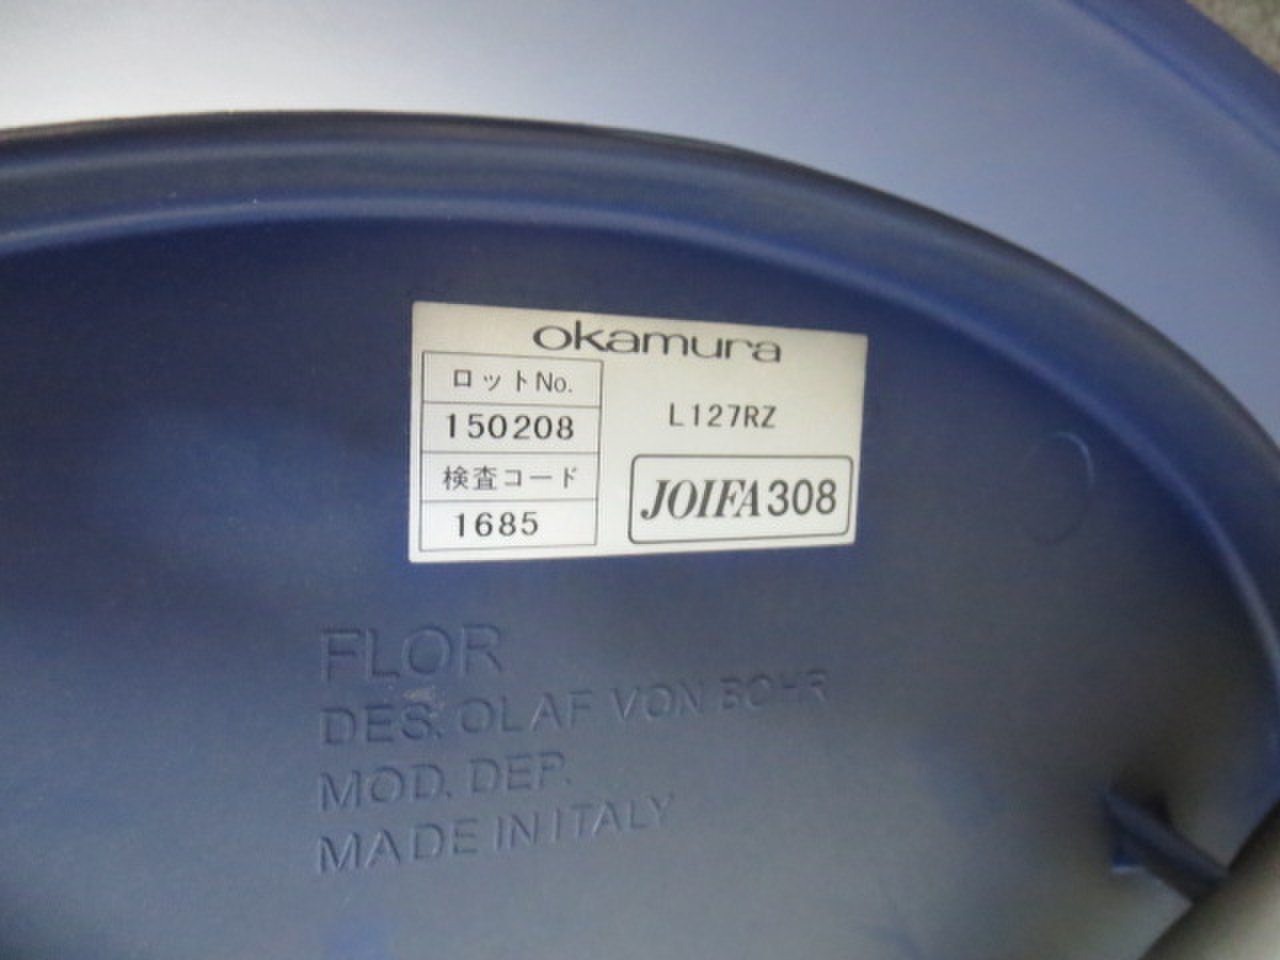 okamura
ロットNo.
150208
検査コード
1685
L127RZ
JOIFA308
FLOR
DES. OLAF VON BOHR
MOD. DEP.
MADE IN ITALY